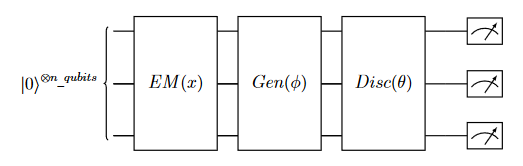 |0⟩^{⊗n_qubits} EM(x) Gen(ϕ) Disc(θ)